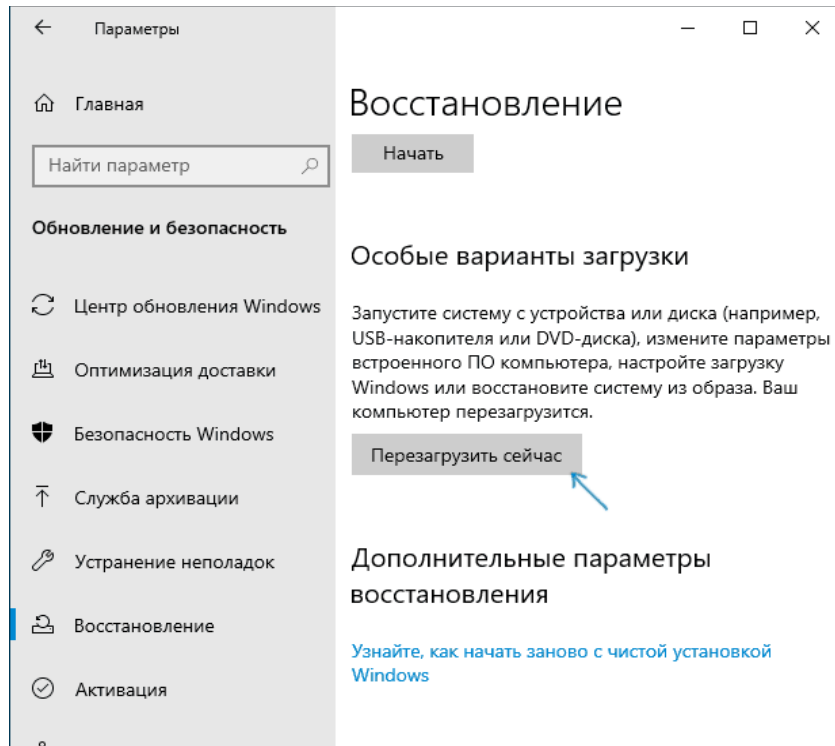 Параметры
Главная
Найти параметр
Обновление и безопасность
Центр обновления Windows
Оптимизация доставки
Безопасность Windows
Служба архивации
Устранение неполадок
Восстановление
Активация
Восстановление
Начать
Особые варианты загрузки
Запустите систему с устройства или диска (например,
USB-накопителя или DVD-диска), измените параметры
встроенного ПО компьютера, настройте загрузку
Windows или восстановите систему из образа. Ваш
компьютер перезагрузится.
Перезагрузить сейчас
Дополнительные параметры
восстановления
Узнайте, как начать заново с чистой установкой
Windows